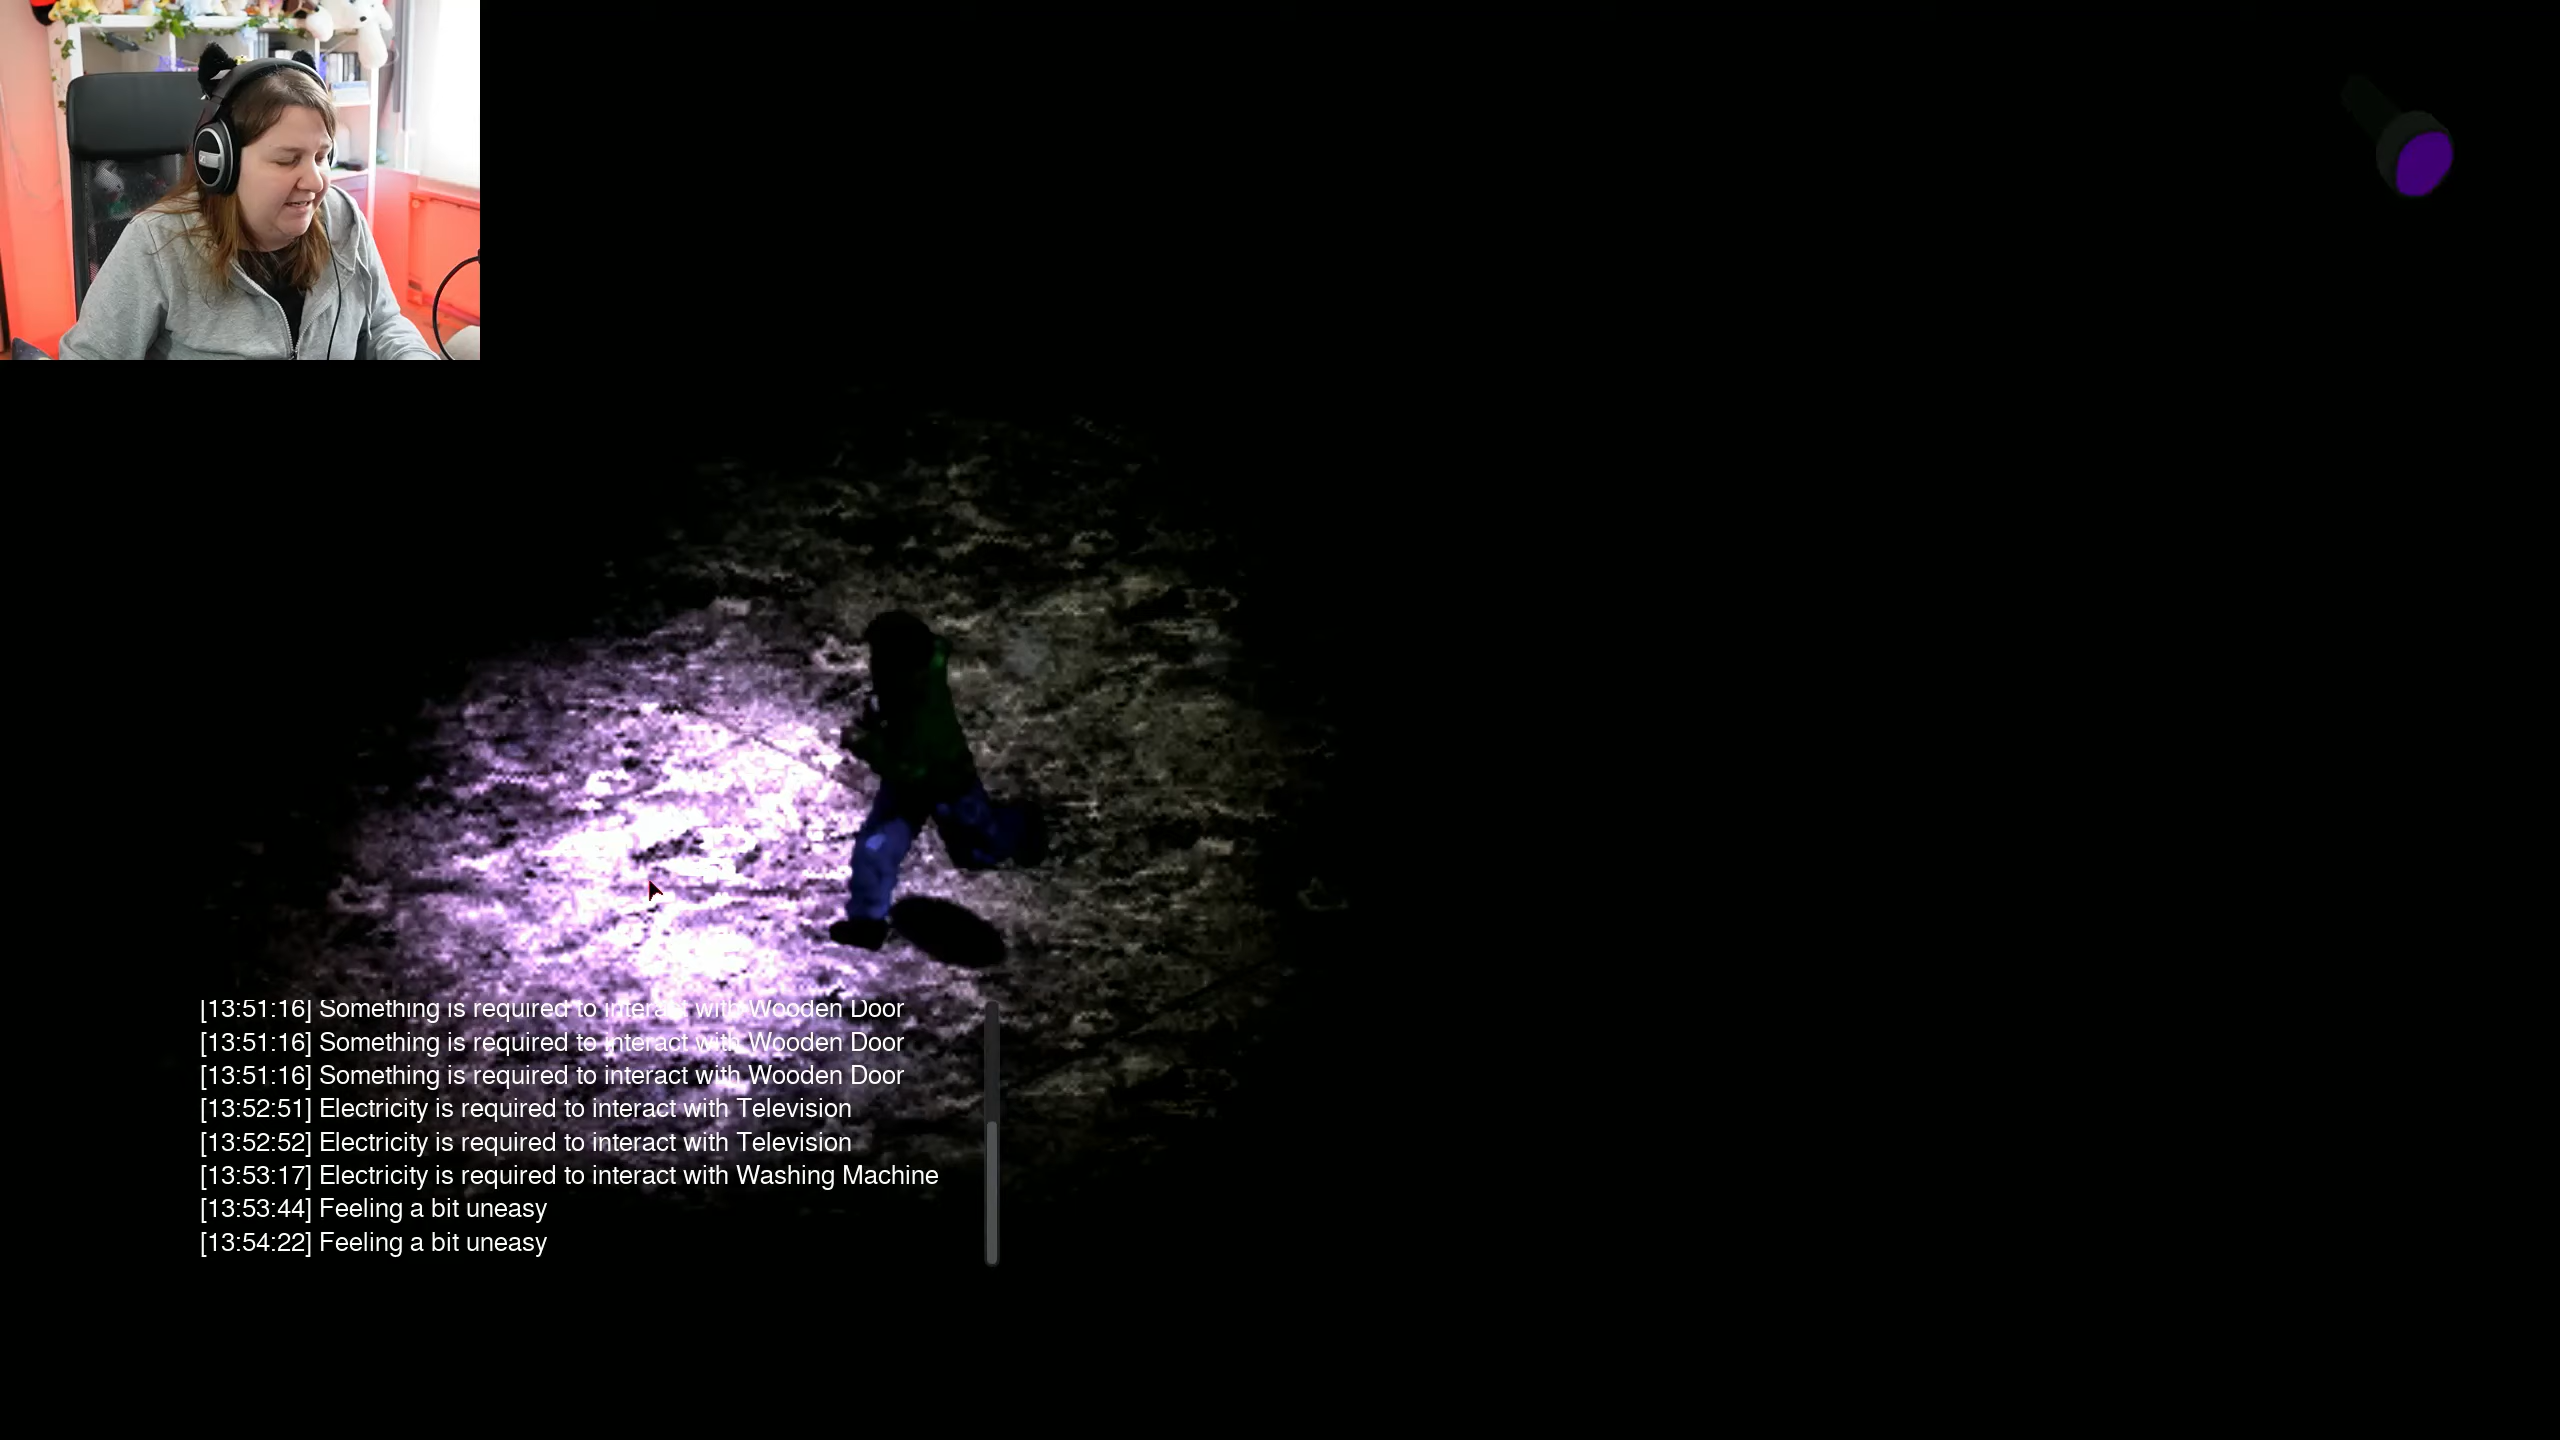 [13:51:16] Something is required to interact with Wooden Door
[13:51:16] Something is required to interact with Wooden Door
[13:51:16] Something is required to interact with Wooden Door
[13:52:51] Electricity is required to interact with Television
[13:52:52] Electricity is required to interact with Television
[13:53:17] Electricity is required to interact with Washing Machine
[13:53:44] Feeling a bit uneasy
[13:54:22] Feeling a bit uneasy